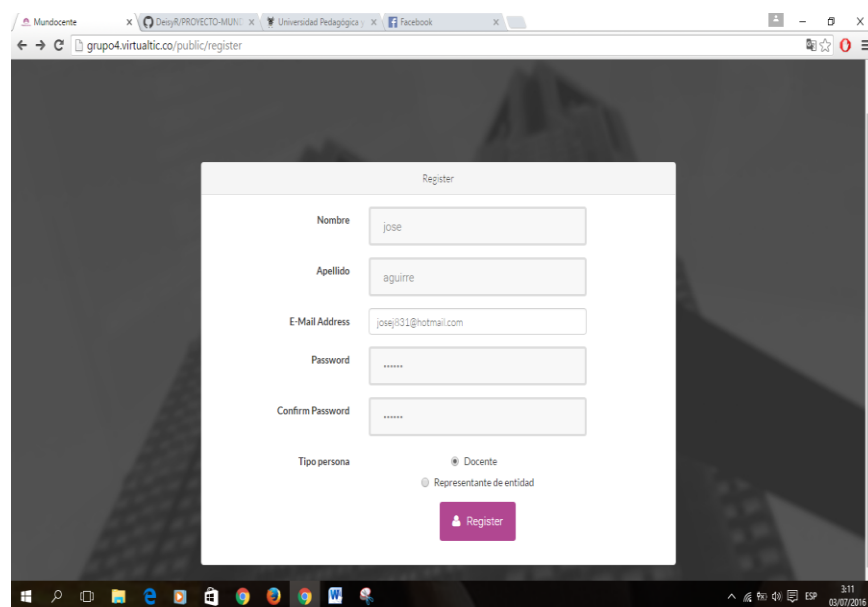 Mundocente
DeisyR/PROYECTO-MUN
Universidad Pedagógica y
Facebook
grupo4.virtualtic.co/public/register
Register
Nombre
jose
Apellido
aguirre
E-Mail Address
josej831@hotmail.com
Password
••••••
Confirm Password
••••••
Tipo persona
Docente
Representante de entidad
Register
ESP
3:11
03/07/2016